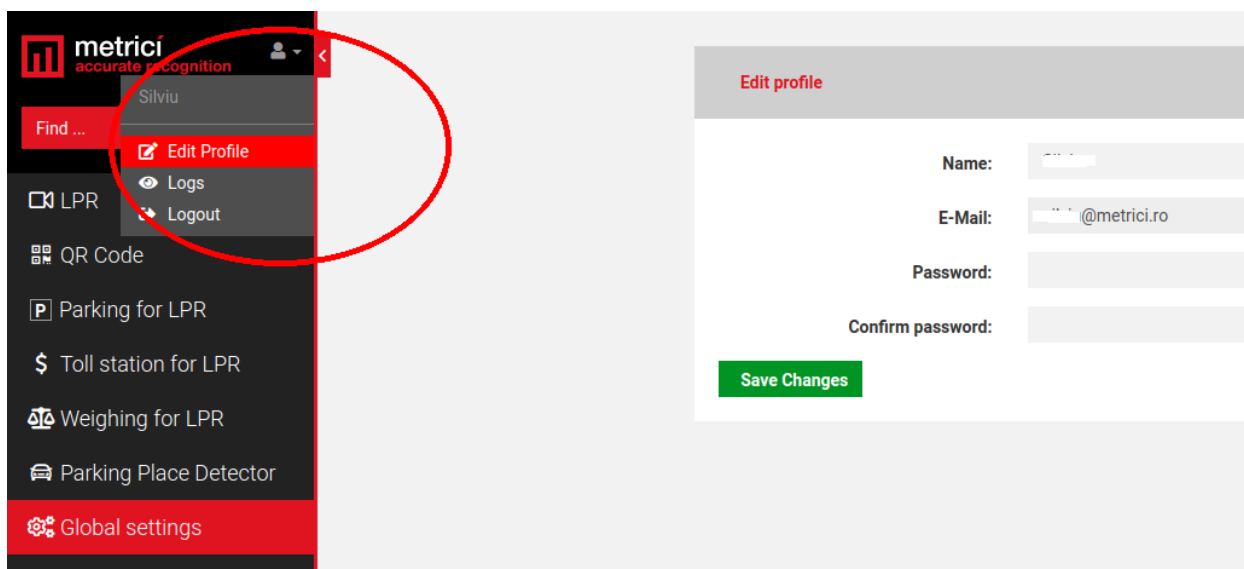 metrici
accurate recognition
Silviu
Find ...
Edit Profile
Logs
Logout
LPR
QR Code
P Parking for LPR
$ Toll station for LPR
Weighing for LPR
Parking Place Detector
Global settings
Edit profile
Name:
E-Mail: @metrici.ro
Password:
Confirm password:
Save Changes